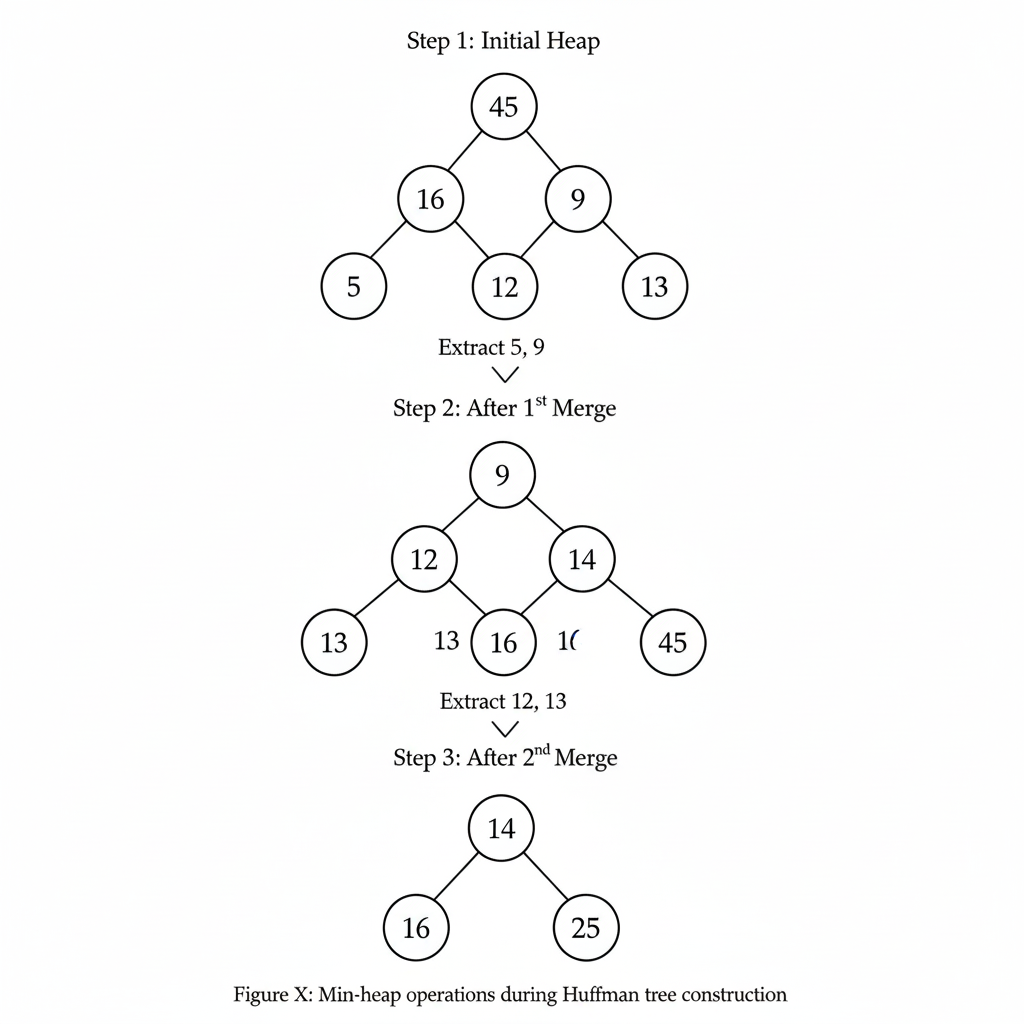 Step 1: Initial Heap
45
16 9
5 12 13
Extract 5, 9
Step 2: After 1st Merge
9
12 14
13 13 16 45
Extract 12, 13
Step 3: After 2nd Merge
14
16 25
Figure X: Min-heap operations during Huffman tree construction